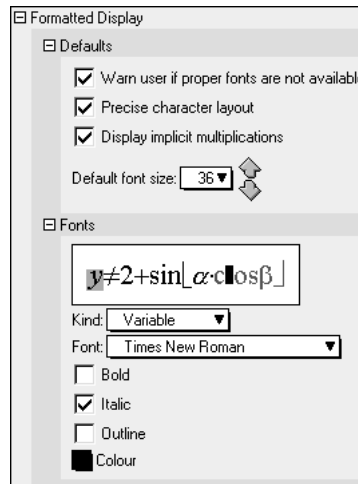 Formatted Display
Defaults
Warn user if proper fonts are not available
Precise character layout
Display implicit multiplications
Default font size: 36
Fonts
y≠2+sin⌊α·cosβ⌋
Kind: Variable
Font: Times New Roman
Bold
Italic
Outline
Colour